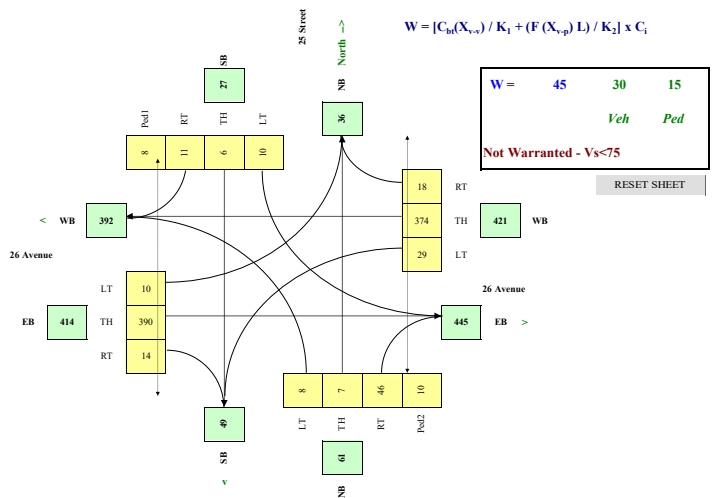 W = [Cbt(Xv-v) / K1 + (F (Xv-p) L) / K2] x Ci
25 Street
North -->
W = 45 30 15
Veh Ped
Not Warranted - Vs<75
RESET SHEET
SB
27
NB
36
Ped1 RT TH LT
8 11 6 10
18 RT
374 TH
29 LT
421 WB
< WB 392
26 Avenue
26 Avenue
LT 10
TH 390
RT 14
EB 414
445 EB >
8 7 46 10
LT TH RT Ped2
49
SB
v
61
NB